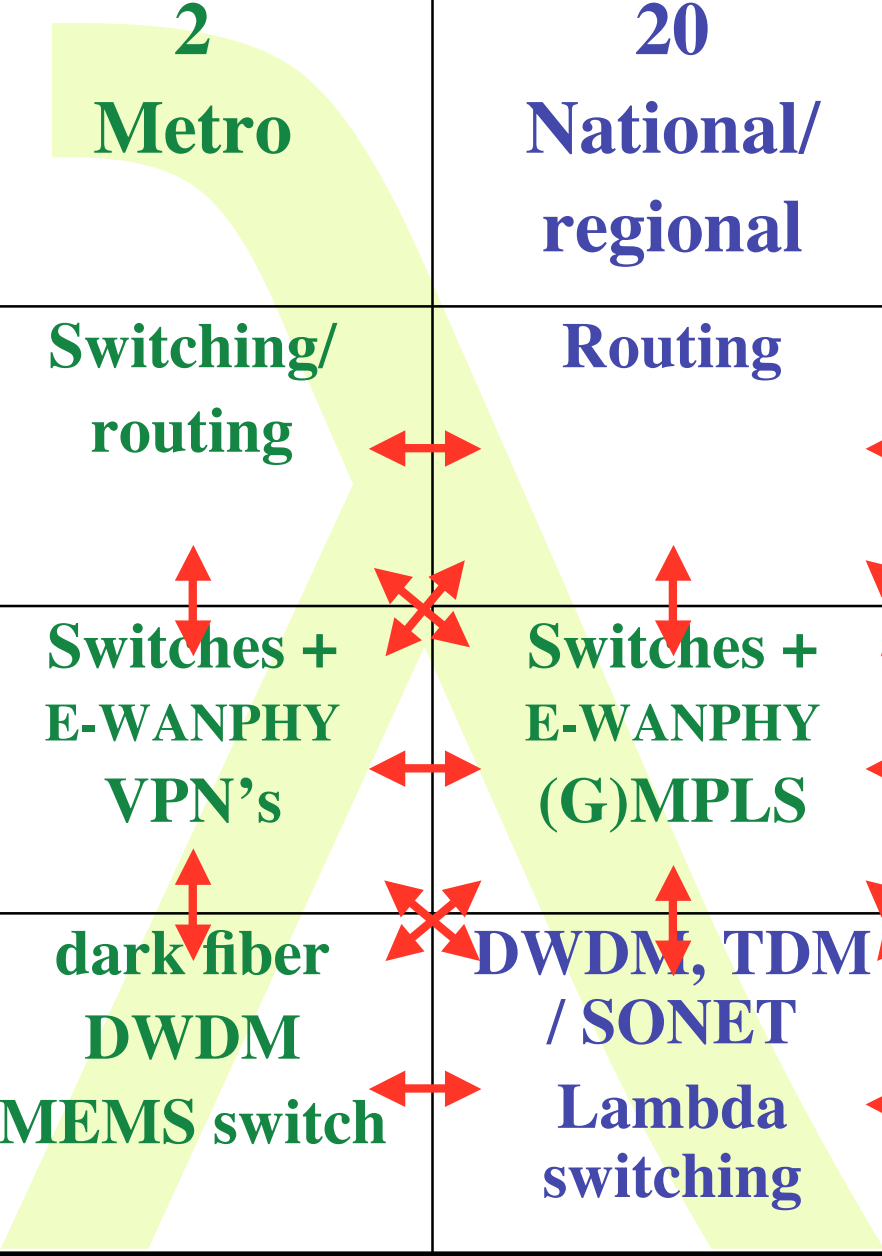 2
Metro
20
National/
regional
Switching/
routing
Routing
Switches +
E-WANPHY
VPN’s
Switches +
E-WANPHY
(G)MPLS
dark fiber
DWDM
MEMS switch
DWDM, TDM
/ SONET
Lambda
switching